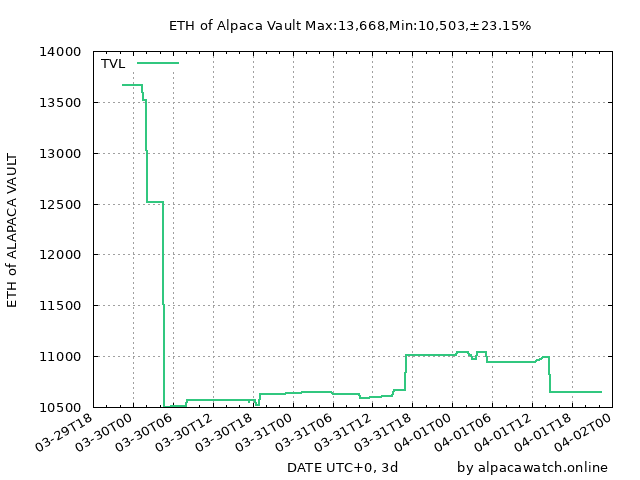 ETH of Alpaca Vault Max:13,668,Min:10,503,±23.15%
TVL
14000
13500
13000
12500
12000
11500
11000
10500
ETH of ALAPACA VAULT
03-29T18
03-30T00
03-30T06
03-30T12
03-30T18
03-31T00
03-31T06
03-31T12
03-31T18
04-01T00
04-01T06
04-01T12
04-01T18
04-02T00
DATE UTC+0, 3d
by alpacawatch.online